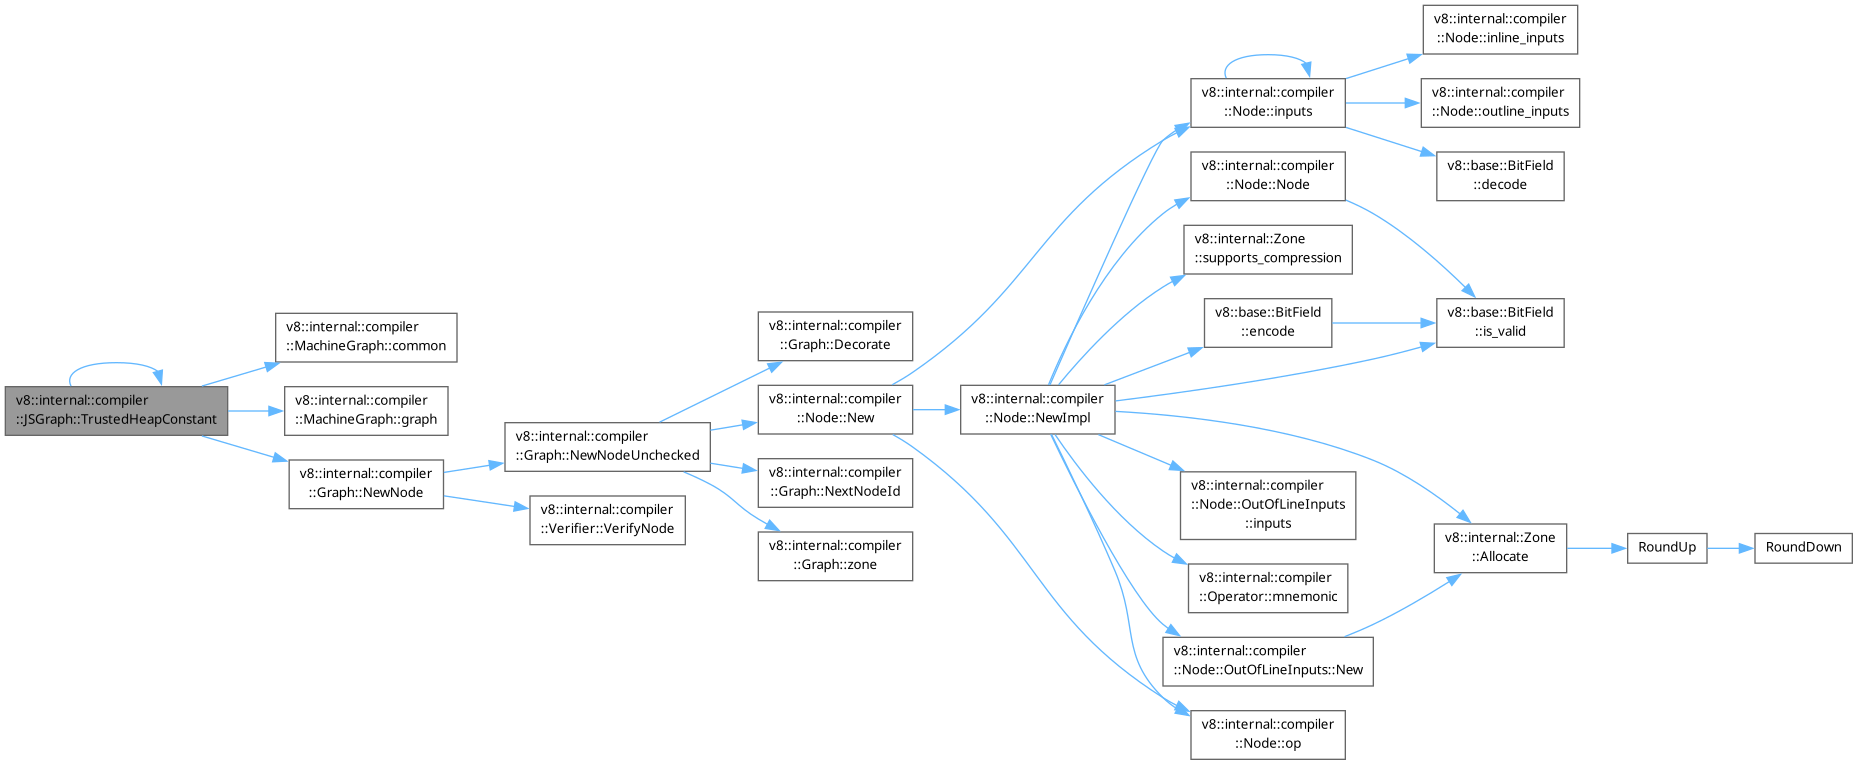 v8::internal::compiler
::JSGraph::TrustedHeapConstant
v8::internal::compiler
::MachineGraph::common
v8::internal::compiler
::MachineGraph::graph
v8::internal::compiler
::Graph::NewNode
v8::internal::compiler
::Graph::NewNodeUnchecked
v8::internal::compiler
::Verifier::VerifyNode
v8::internal::compiler
::Graph::Decorate
v8::internal::compiler
::Node::New
v8::internal::compiler
::Graph::NextNodeId
v8::internal::compiler
::Graph::zone
v8::internal::compiler
::Node::NewImpl
v8::internal::compiler
::Node::inputs
v8::internal::compiler
::Node::Node
v8::internal::Zone
::supports_compression
v8::base::BitField
::encode
v8::internal::compiler
::Node::OutOfLineInputs
::inputs
v8::internal::compiler
::Operator::mnemonic
v8::internal::compiler
::Node::OutOfLineInputs::New
v8::internal::compiler
::Node::op
v8::internal::compiler
::Node::inline_inputs
v8::internal::compiler
::Node::outline_inputs
v8::base::BitField
::decode
v8::base::BitField
::is_valid
v8::internal::Zone
::Allocate
RoundUp
RoundDown